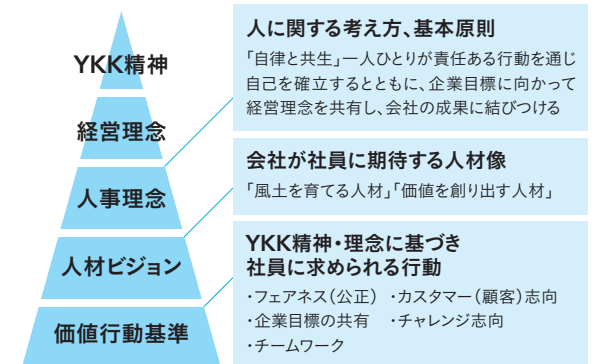 YKK精神
経営理念
人事理念
人材ビジョン
価値行動基準
人に関する考え方、基本原則
「自律と共生」一人ひとりが責任ある行動を通じ
自己を確立するとともに、企業目標に向かって
経営理念を共有し、会社の成果に結びつける
会社が社員に期待する人材像
「風土を育てる人材」「価値を創り出す人材」
YKK精神・理念に基づき
社員に求められる行動
・フェアネス（公正） ・カスタマー（顧客）志向
・企業目標の共有 ・チャレンジ志向
・チームワーク